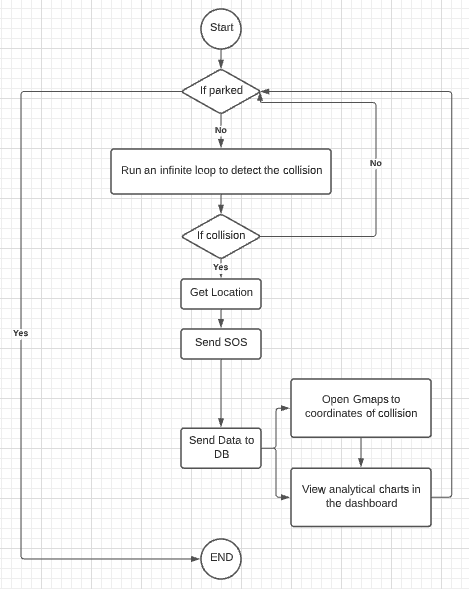 Start
If parked
No
Run an infinite loop to detect the collision
No
If collision
Yes
Get Location
Yes
Send SOS
Open Gmaps to
coordinates of collision
Send Data to
DB
View analytical charts in
the dashboard
END